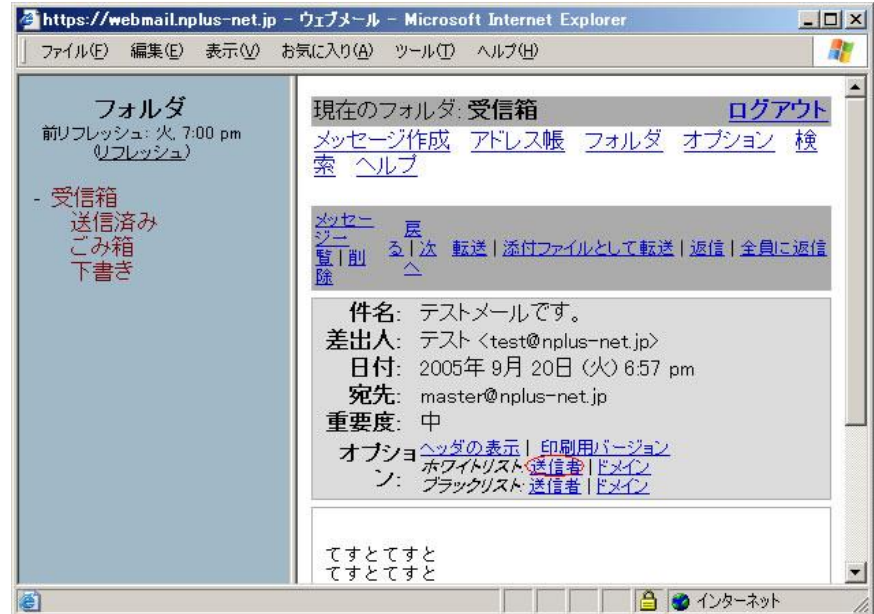 https://webmail.nplus-net.jp - ウェブメール - Microsoft Internet Explorer
ファイル(F) 編集(E) 表示(V) お気に入り(A) ツール(T) ヘルプ(H)
フォルダ
前リフレッシュ: 火, 7:00 pm
(リフレッシュ)
- 受信箱
送信済み
ごみ箱
下書き
現在のフォルダ: 受信箱 ログアウト
メッセージ作成 アドレス帳 フォルダ オプション 検
索 ヘルプ
メッセー
ジ一
覧 | 削
除
戻
る | 次
へ
転送 | 添付ファイルとして転送 | 返信 | 全員に返信
件名: テストメールです。
差出人: テスト <test@nplus-net.jp>
日付: 2005年 9月 20日 (火) 6:57 pm
宛先: master@nplus-net.jp
重要度: 中
オプショ
ン:
ヘッダの表示 | 印刷用バージョン
ホワイトリスト: 送信者 | ドメイン
ブラックリスト: 送信者 | ドメイン
てすとてすと
てすとてすと
インターネット